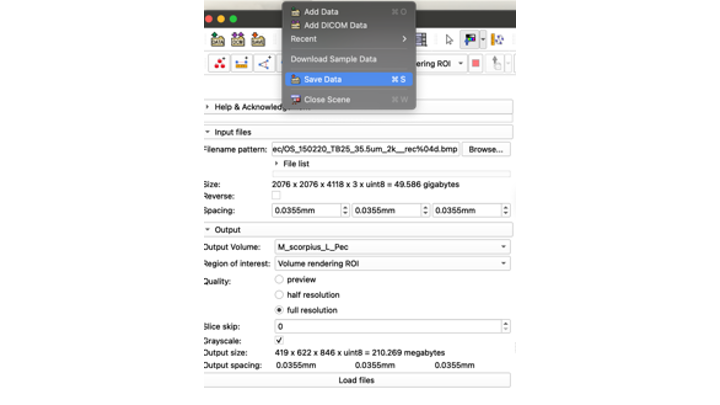 Add Data ⌘ O
Add DICOM Data
Recent
Download Sample Data
ering ROI
Save Data ⌘ S
Close Scene ⌘ W
Help & Acknowledgement
Input files
Filename pattern: ec/OS_150220_TB25_35.5um_2k__rec%04d.bmp Browse...
File list
Size: 2076 x 2076 x 4118 x 3 x uint8 = 49.586 gigabytes
Reverse:
Spacing: 0.0355mm 0.0355mm 0.0355mm
Output
Output Volume: M_scorpius_L_Pec
Region of interest: Volume rendering ROI
Quality: preview
half resolution
full resolution
Slice skip: 0
Grayscale:
Output size: 419 x 622 x 846 x uint8 = 210.269 megabytes
Output spacing: 0.0355mm 0.0355mm 0.0355mm
Load files